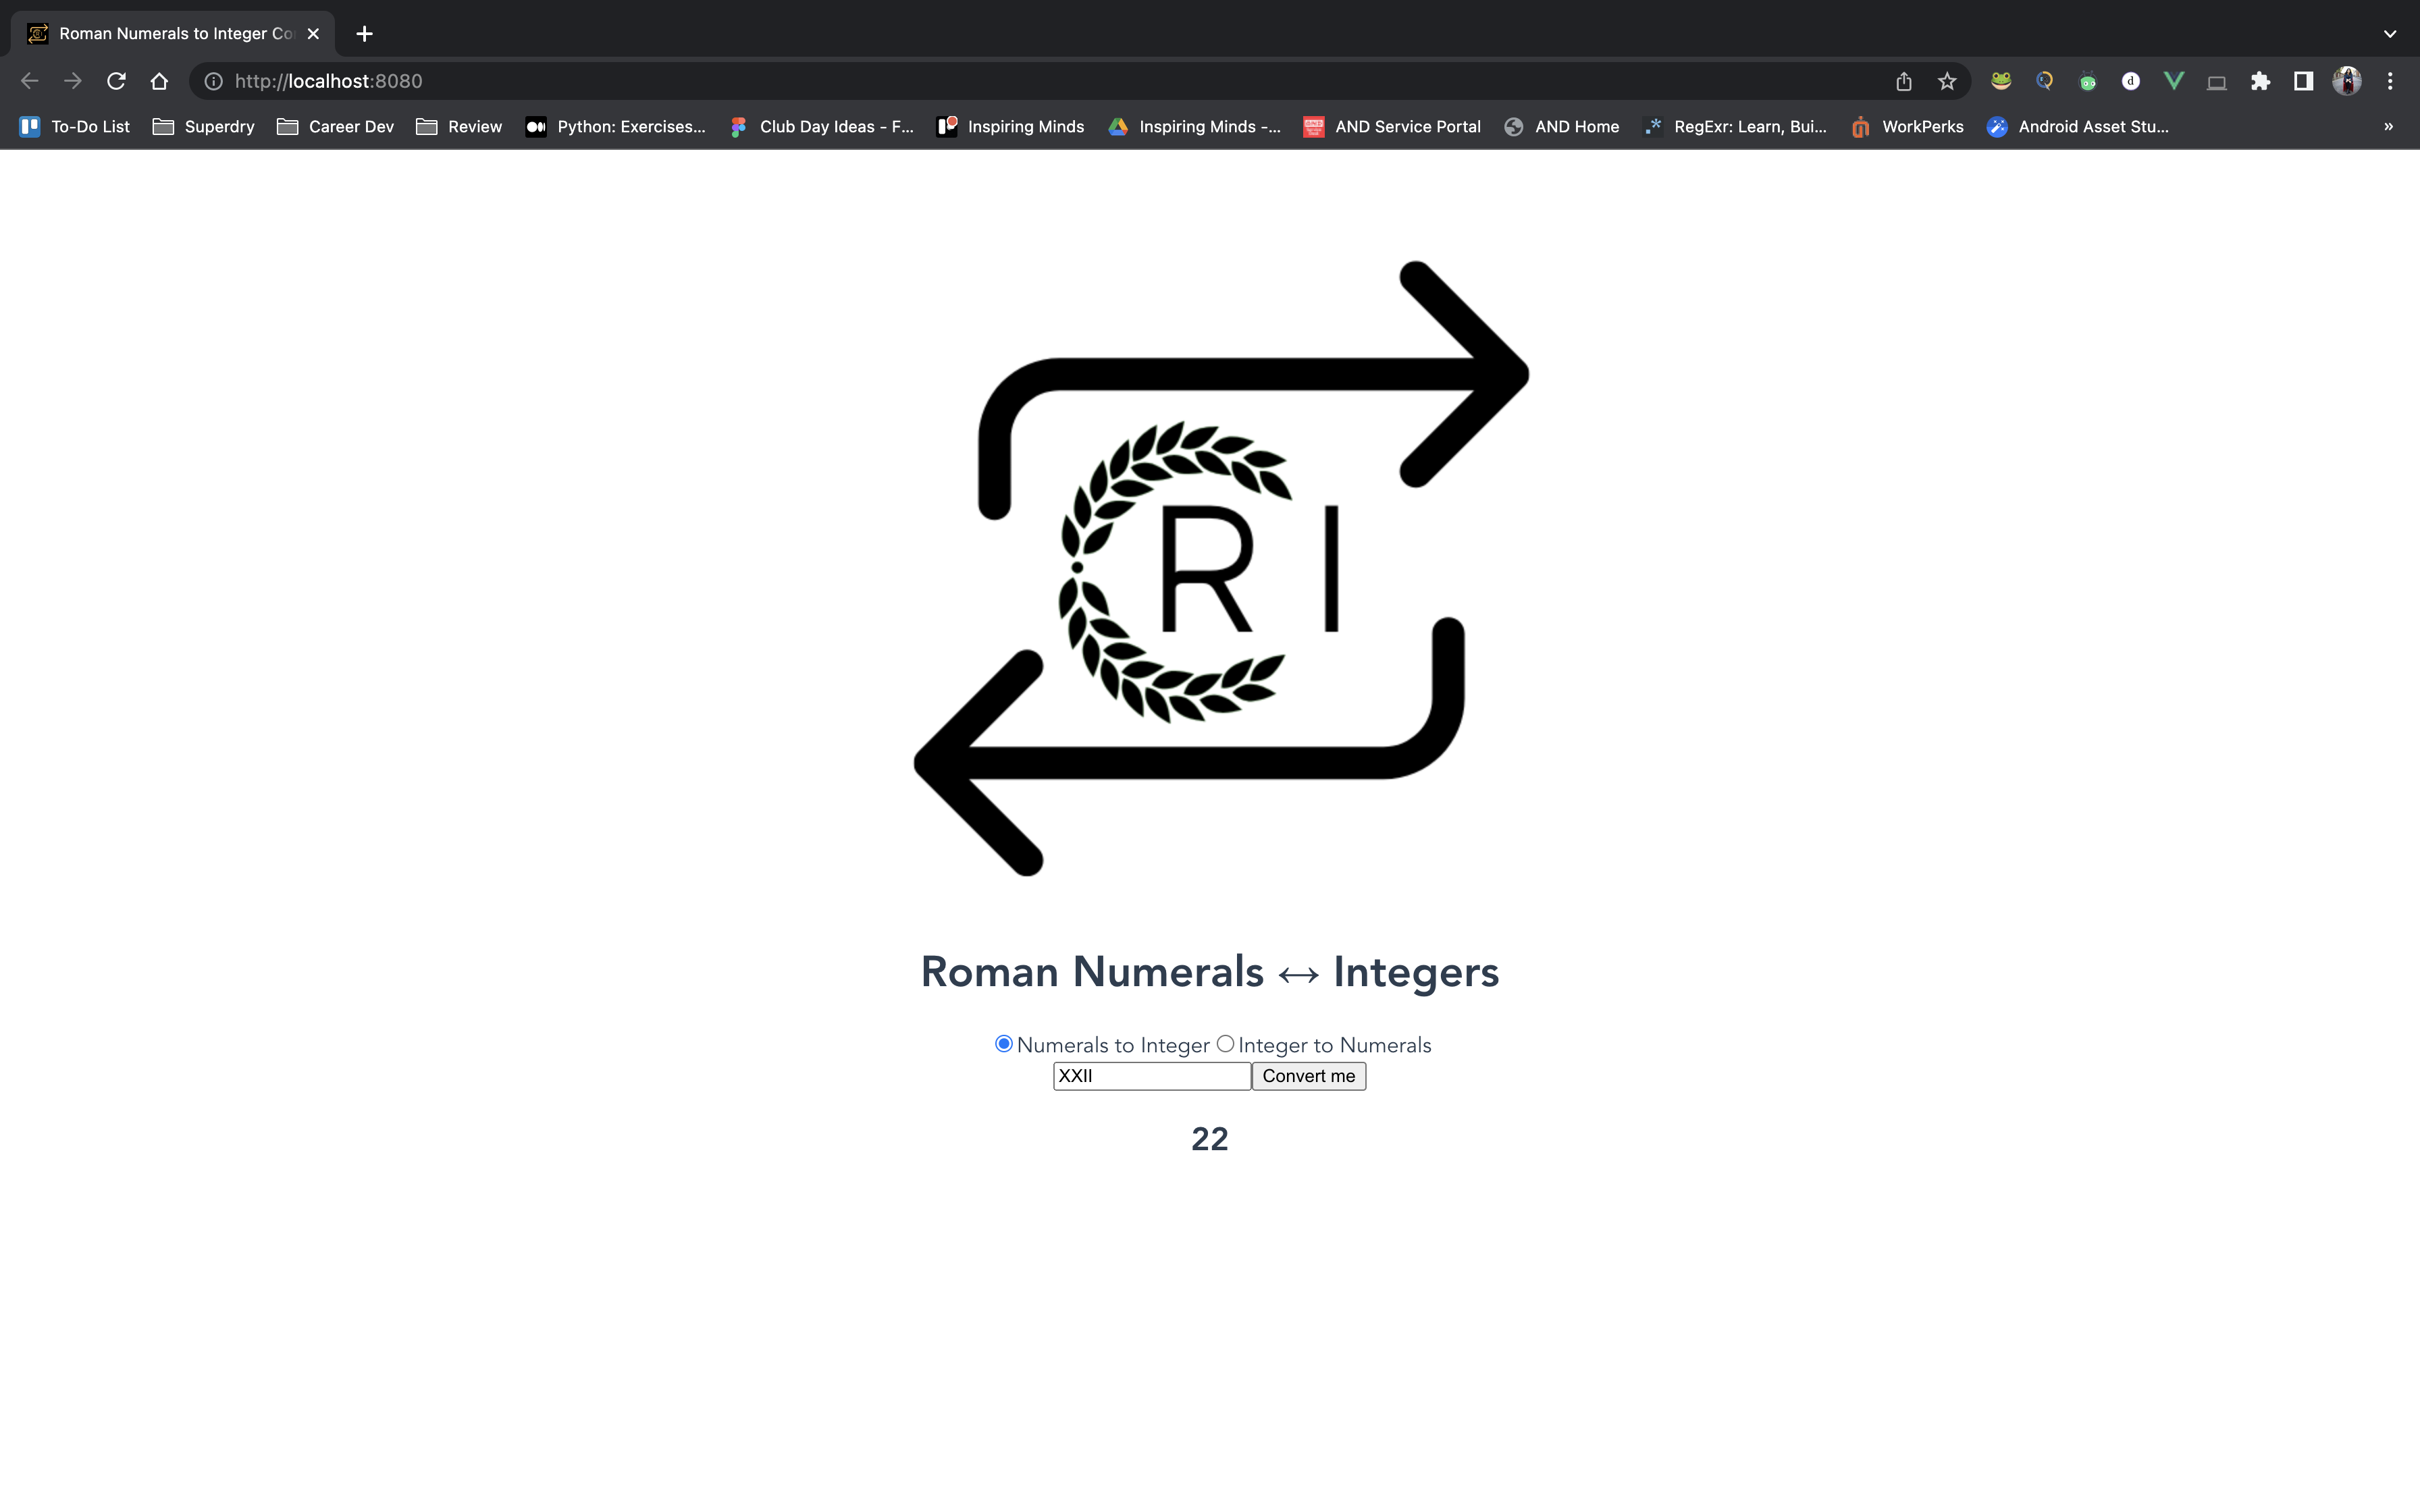 Roman Numerals to Integer Co
http://localhost:8080
To-Do List Superdry Career Dev Review Python: Exercises... Club Day Ideas - F... Inspiring Minds Inspiring Minds -... AND Service Portal AND Home RegExr: Learn, Bui... WorkPerks Android Asset Stu... »
R I
Roman Numerals ↔ Integers
Numerals to Integer Integer to Numerals
XXII Convert me
22